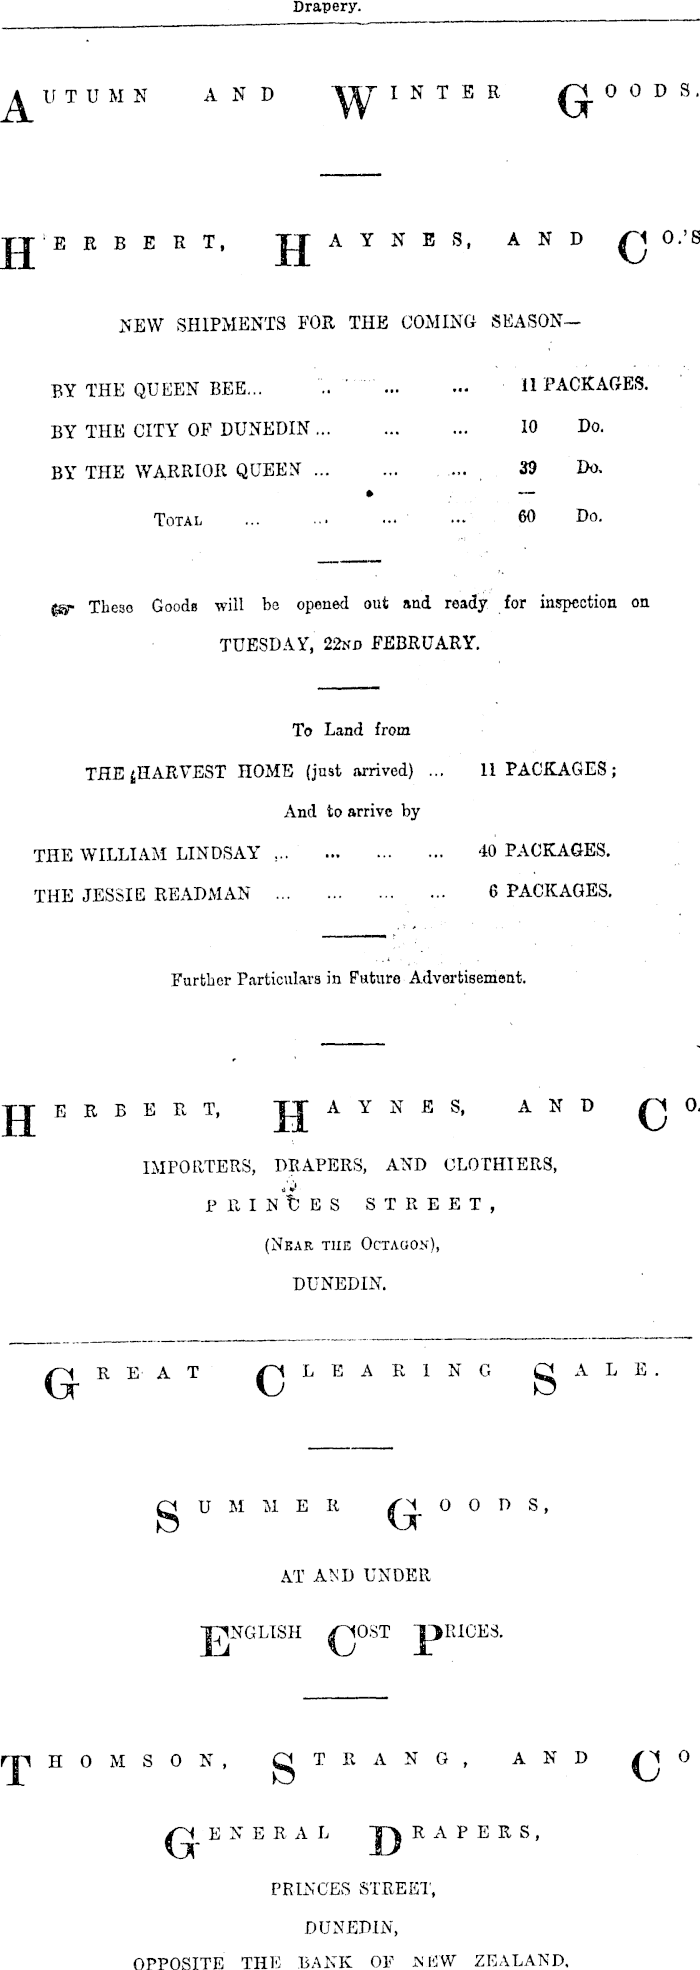 Drapery.
AUTUMN AND WINTER GOODS.
HERBERT, HAYNES, AND CO.'S
NEW SHIPMENTS FOR THE COMING SEASON—
BY THE QUEEN BEE... .. ... ... 11 PACKAGES.
BY THE CITY OF DUNEDIN ... ... ... 10 Do.
BY THE WARRIOR QUEEN ... ... ... 39 Do.
TOTAL ... ... ... ... 60 Do.
☞ These Goods will be opened out and ready for inspection on
TUESDAY, 22ND FEBRUARY.
To Land from
THE HARVEST HOME (just arrived) ... 11 PACKAGES;
And to arrive by
THE WILLIAM LINDSAY ... ... ... ... 40 PACKAGES.
THE JESSIE READMAN ... ... ... ... 6 PACKAGES.
Further Particulars in Future Advertisement.
HERBERT, HAYNES, AND CO.
IMPORTERS, DRAPERS, AND CLOTHIERS,
PRINCES STREET,
(NEAR THE OCTAGON),
DUNEDIN.
GREAT CLEARING SALE.
SUMMER GOODS,
AT AND UNDER
ENGLISH COST PRICES.
THOMSON, STRANG, AND CO
GENERAL DRAPERS,
PRINCES STREET,
DUNEDIN,
OPPOSITE THE BANK OF NEW ZEALAND,